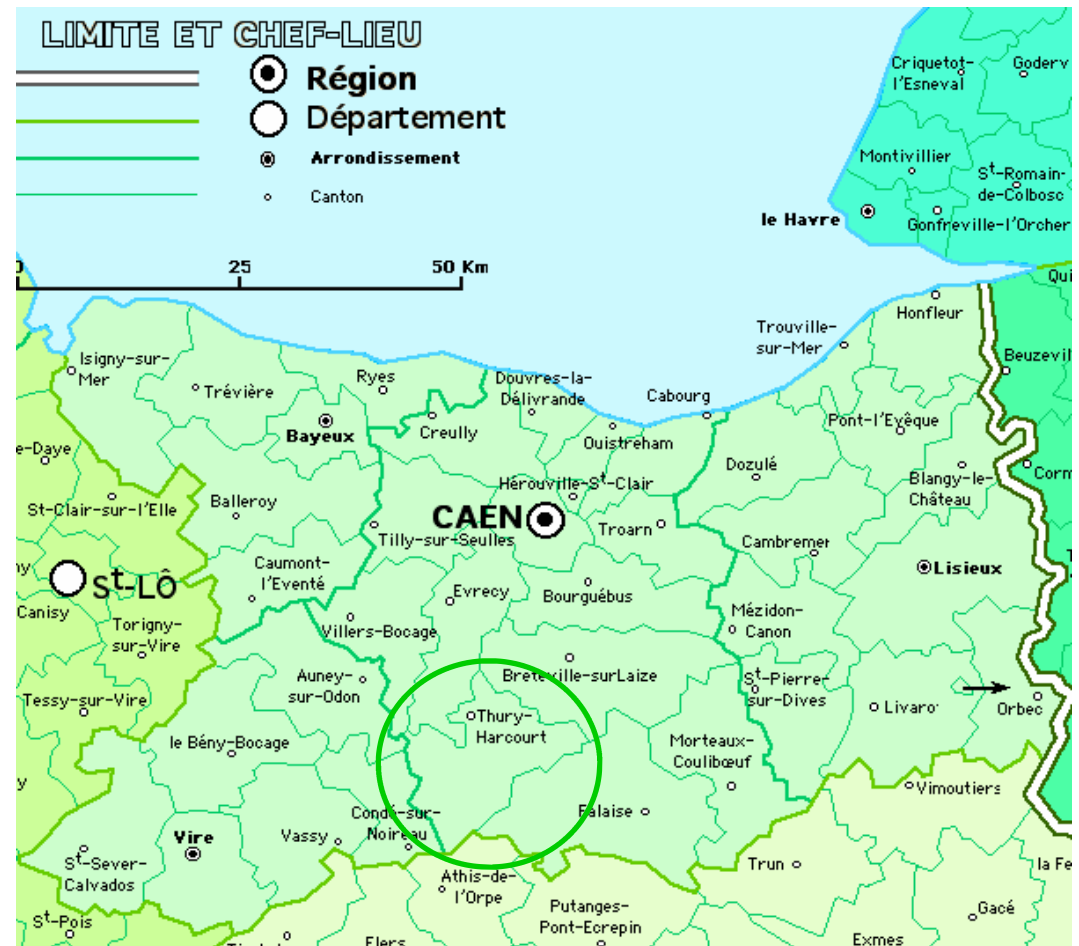 LIMITE ET CHEF-LIEU
Région
Département
Arrondissement
Canton
0 25 50 Km
Criquetot-
l'Esneval
Goderv
Montivillier
St-Romain-
de-Colbosc
le Havre
Gonfreville-l'Orcher
Qui
Honfleur
Trouville-
sur-Mer
Beuzevill
Isigny-sur-
Mer
Trévière
Ryes
Douvres-la-
Délivrande
Cabourg
Bayeux
Creully
Ouistreham
Pont-l'Evêque
e-Daye
Dozulé
Blangy-le-
Château
Corm
St-Clair-sur-l'Elle
Balleroy
Hérouville-St-Clair
CAEN
Troarn
Tilly-sur-Seulles
Cambremer
Caumont-
l'Eventé
St-LÔ
Lisieux
Evrecy
Bourguébus
Canisy
Torigny-
sur-Vire
Villers-Bocage
Mézidon-
Canon
Auney-
sur-Odon
Breteville-surLaize
St-Pierre-
sur-Dives
Tessy-sur-Vire
Livarot
Orbec
Thury-
Harcourt
le Bény-Bocage
Morteaux-
Coulibœuf
Vimoutiers
Condé-sur-
Noireau
Falaise
Vire
Vassy
St-Sever-
Calvados
Trun
la Fe
Athis-de-
l'Orpe
Putanges-
Pont-Ecrepin
Gacé
St-Pois
Flers
Exmes